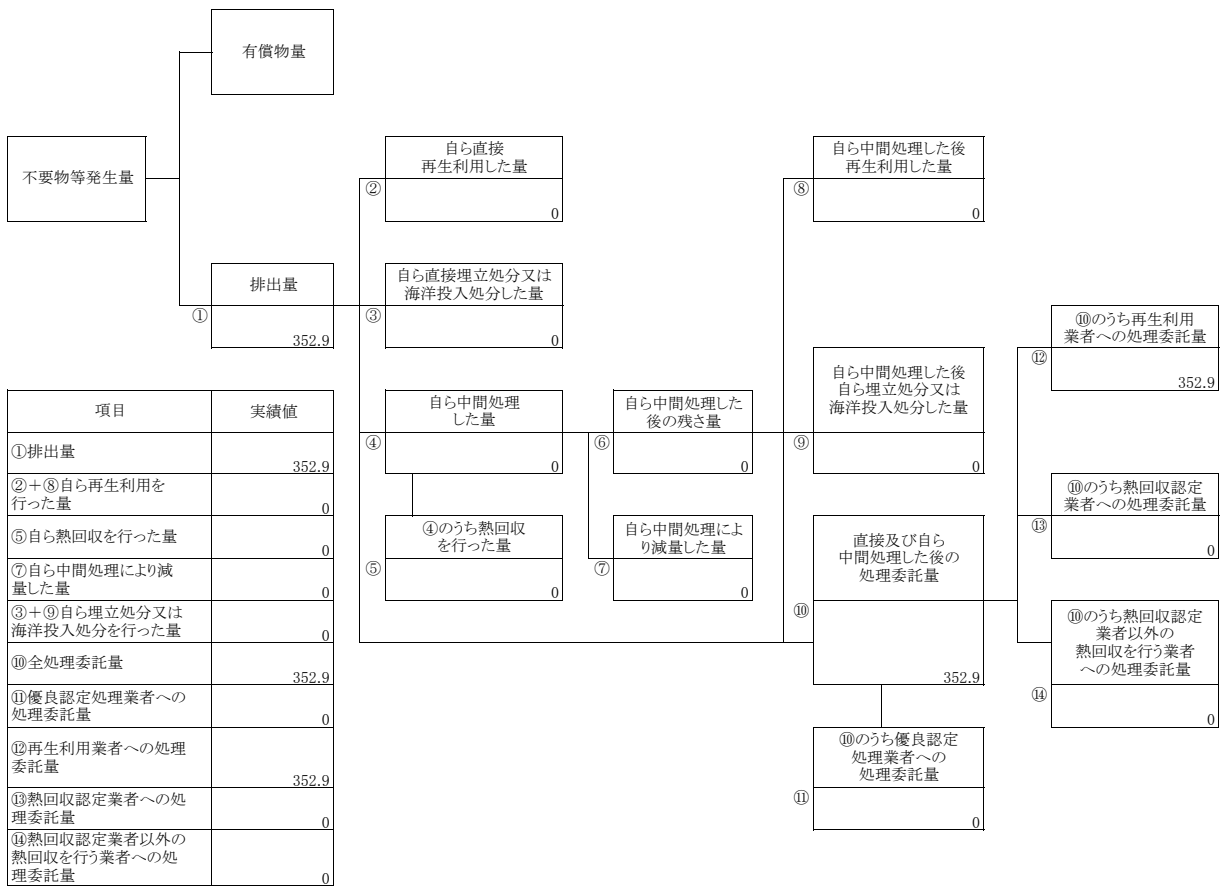 有償物量
不要物等発生量
自ら直接
再生利用した量
②
0
自ら中間処理した後
再生利用した量
⑧
0
排出量
①
352.9
自ら直接埋立処分又は
海洋投入処分した量
③
0
⑩のうち再生利用
業者への処理委託量
⑫
352.9
自ら中間処理
した量
④
0
自ら中間処理した
後の残さ量
⑥
0
自ら中間処理した後
自ら埋立処分又は
海洋投入処分した量
⑨
0
⑩のうち熱回収認定
業者への処理委託量
⑬
0
④のうち熱回収
を行った量
⑤
0
自ら中間処理によ
り減量した量
⑦
0
直接及び自ら
中間処理した後の
処理委託量
⑩
352.9
⑩のうち熱回収認定
業者以外の
熱回収を行う業者
への処理委託量
⑭
0
⑩のうち優良認定
処理業者への
処理委託量
⑪
0
項目 実績値
①排出量 352.9
②＋⑧自ら再生利用を
行った量 0
⑤自ら熱回収を行った量 0
⑦自ら中間処理により減
量した量 0
③＋⑨自ら埋立処分又は
海洋投入処分を行った量 0
⑩全処理委託量 352.9
⑪優良認定処理業者への
処理委託量 0
⑫再生利用業者への処理
委託量 352.9
⑬熱回収認定業者への処
理委託量 0
⑭熱回収認定業者以外の
熱回収を行う業者への処
理委託量 0